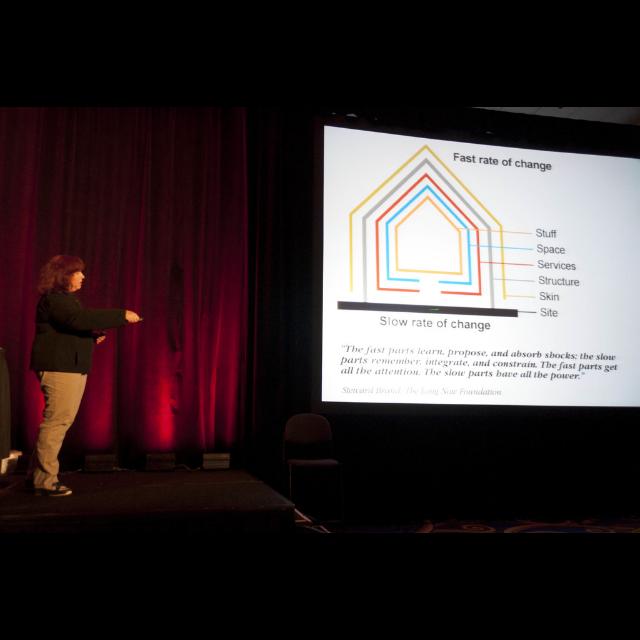 Fast rate of change
Stuff
Space
Services
Structure
Skin
Site
Slow rate of change
"The fast parts learn, propose, and absorb shocks; the slow
parts remember, integrate, and constrain. The fast parts get
all the attention. The slow parts have all the power."
Steward Brand, The Long Now Foundation